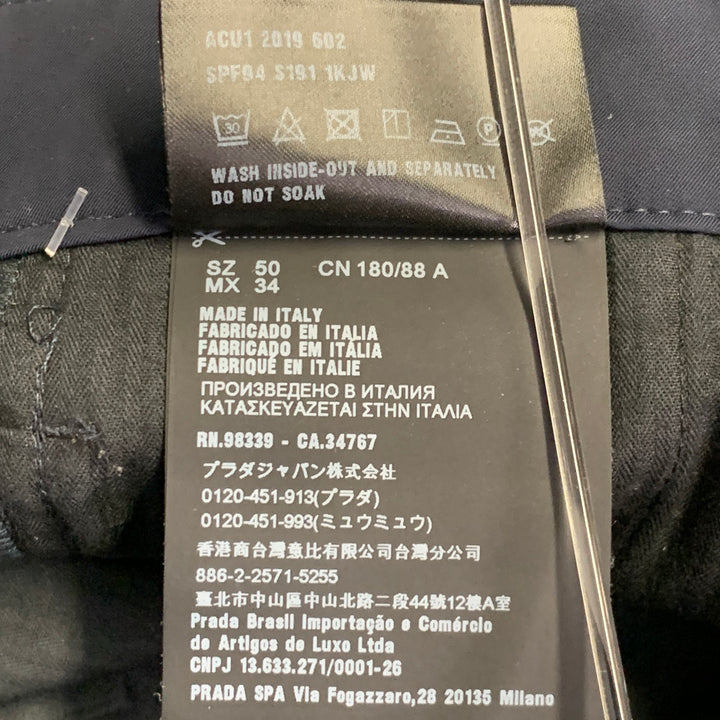 ACU1 2019 602
SPF94 S191 1KJW
30
P
WASH INSIDE-OUT AND SEPARATELY
DO NOT SOAK
SZ 50 CN 180/88 A
MX 34
MADE IN ITALY
FABRICADO EN ITALIA
FABRICADO EM ITÁLIA
FABRIQUÉ EN ITALIE
ПРОИЗВЕДЕНО В ИТАЛИЯ
ΚΑΤΑΣΚΕΥΑΖΕΤΑΙ ΣΤΗΝ ΙΤΑΛΙΑ
RN.98339 - CA.34767
プラダジャパン株式会社
0120-451-913(プラダ)
0120-451-993(ミュウミュウ)
香港商台灣意比有限公司台灣分公司
886-2-2571-5255
臺北市中山區中山北路二段44號12樓A室
Prada Brasil Importação e Comércio
de Artigos de Luxo Ltda
CNPJ 13.633.271/0001-26
PRADA SPA Via Fogazzaro,28 20135 Milano